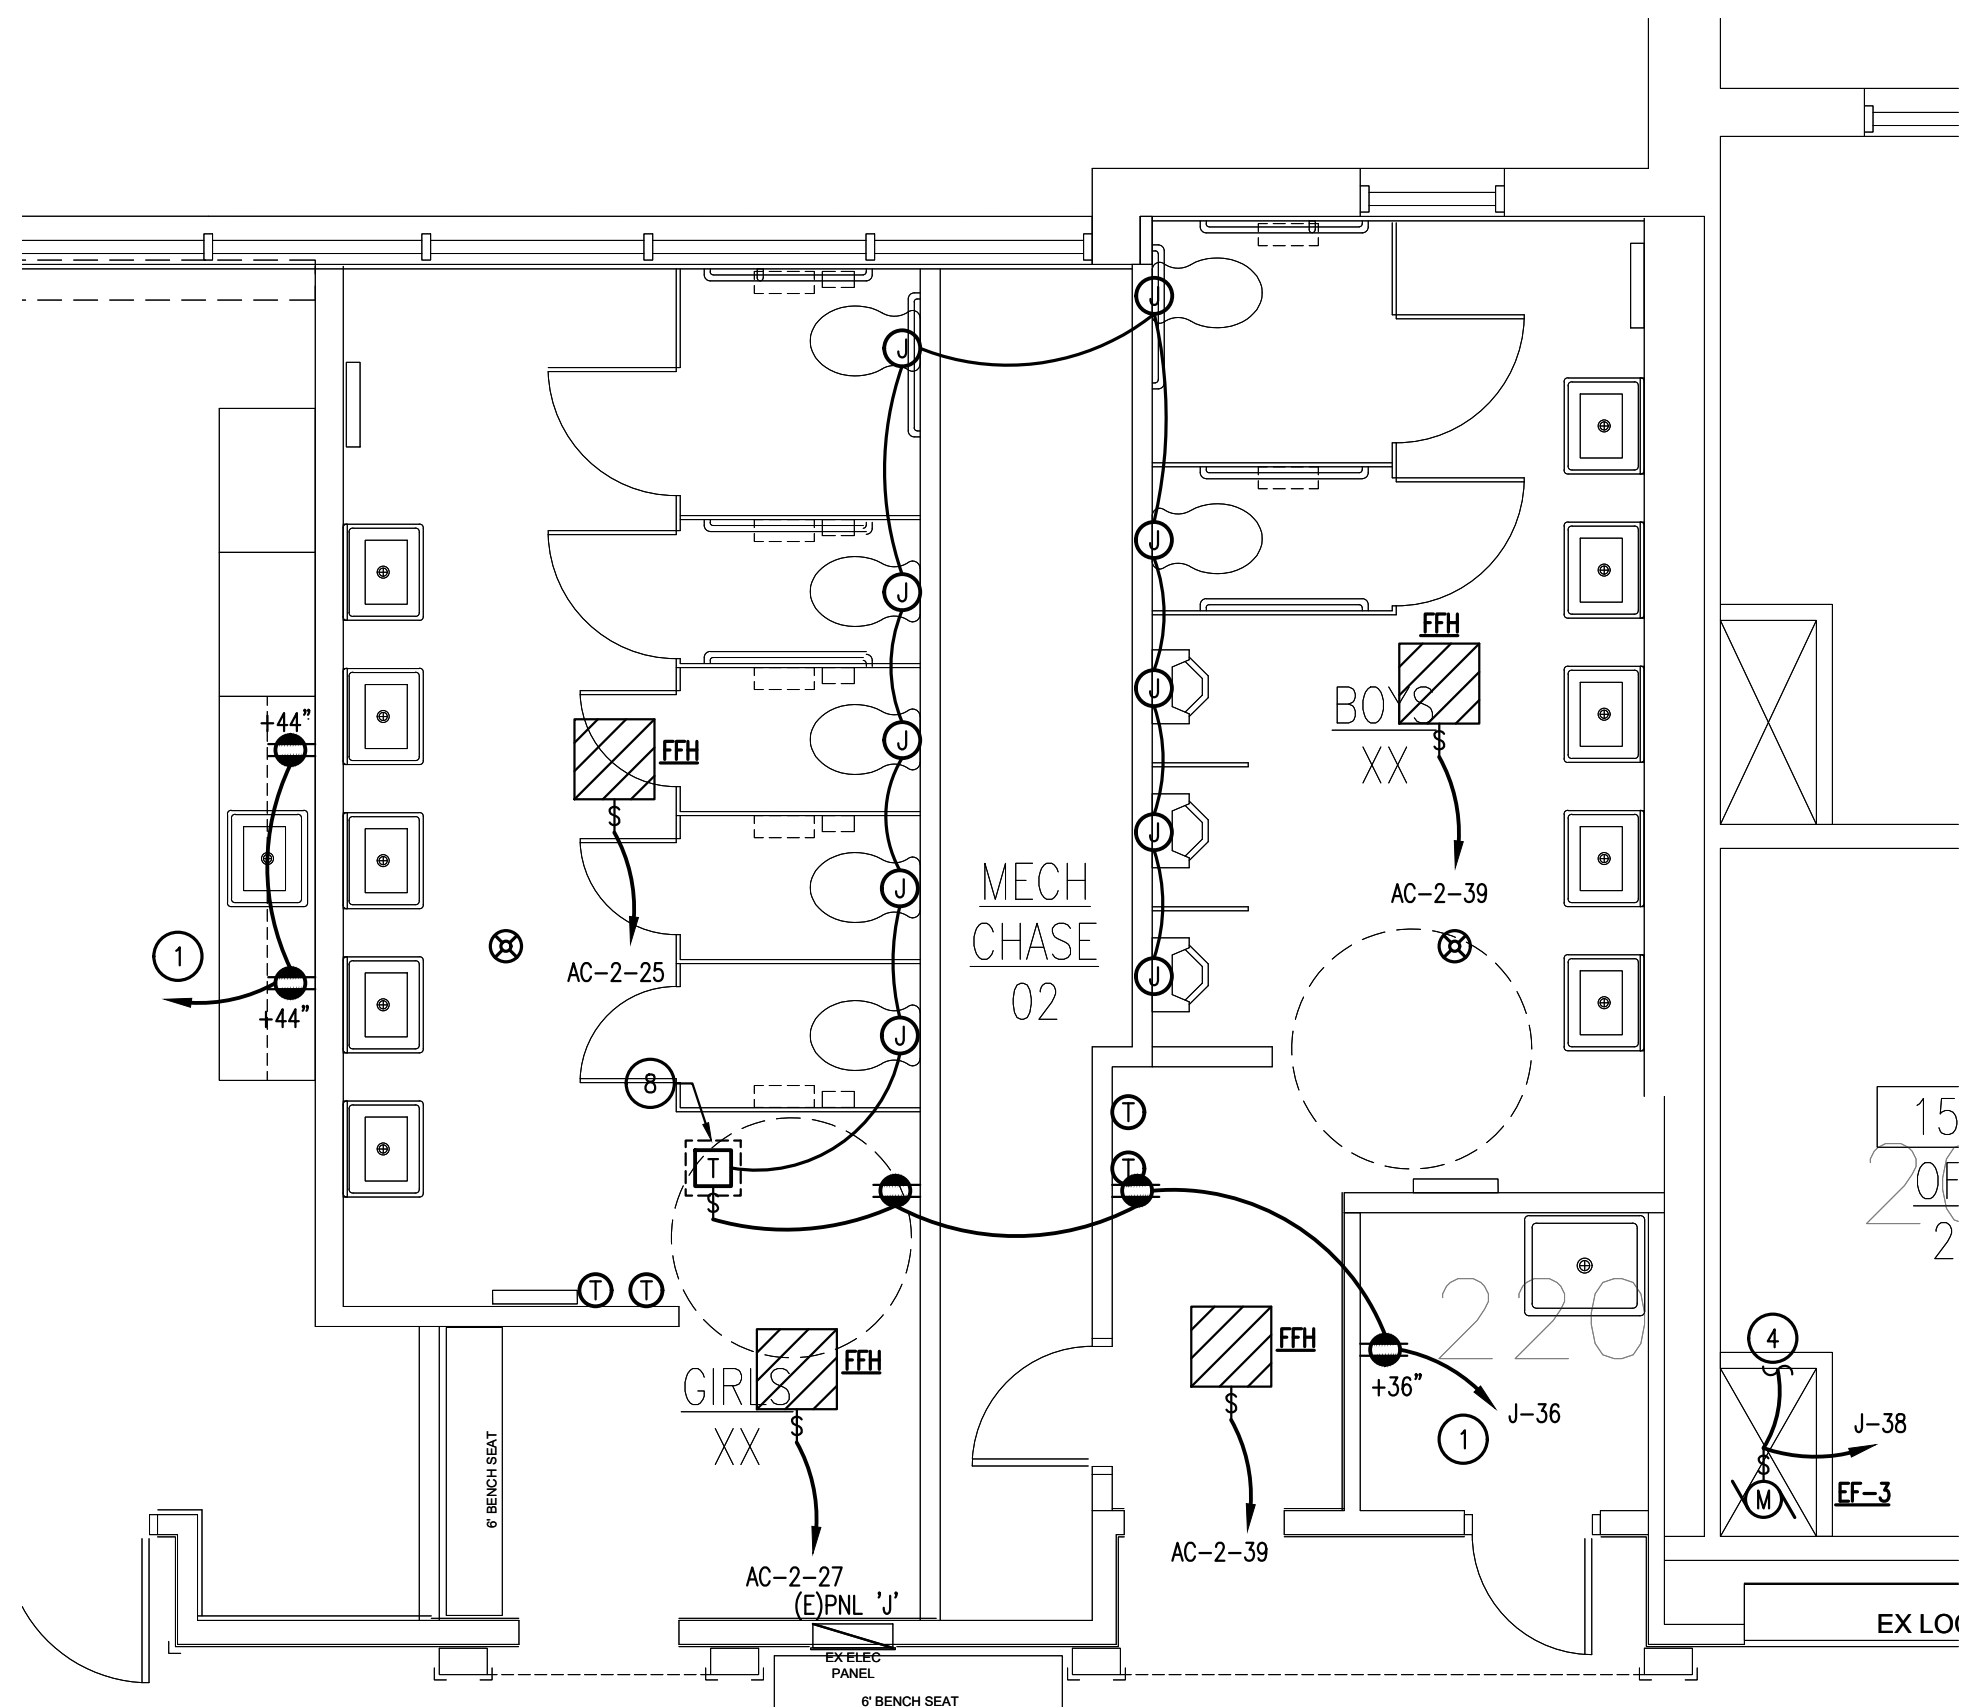 J
J
J
J
+44"
FFH
FFH
BOYS
XX
S
J
J
S
J
MECH
CHASE
02
AC-2-39
J
1
AC-2-25
J
+44"
J
8
T
T
T
S
15
OF
2
220
T
T
4
FFH
FFH
+36"
1
J-36
GIRLS
XX
S
S
J-38
S
M
EF-3
6' BENCH SEAT
AC-2-39
AC-2-27
(E)PNL 'J'
EX ELEC
PANEL
EX LO
6' BENCH SEAT